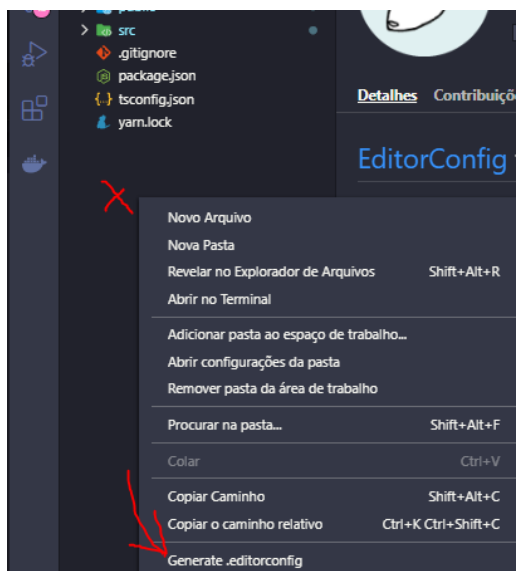 public
src
.gitignore
package.json
tsconfig.json
yarn.lock
Detalhes Contribuiçõ
EditorConfig
Novo Arquivo
Nova Pasta
Revelar no Explorador de Arquivos Shift+Alt+R
Abrir no Terminal
Adicionar pasta ao espaço de trabalho...
Abrir configurações da pasta
Remover pasta da área de trabalho
Procurar na pasta... Shift+Alt+F
Colar Ctrl+V
Copiar Caminho Shift+Alt+C
Copiar o caminho relativo Ctrl+K Ctrl+Shift+C
Generate .editorconfig